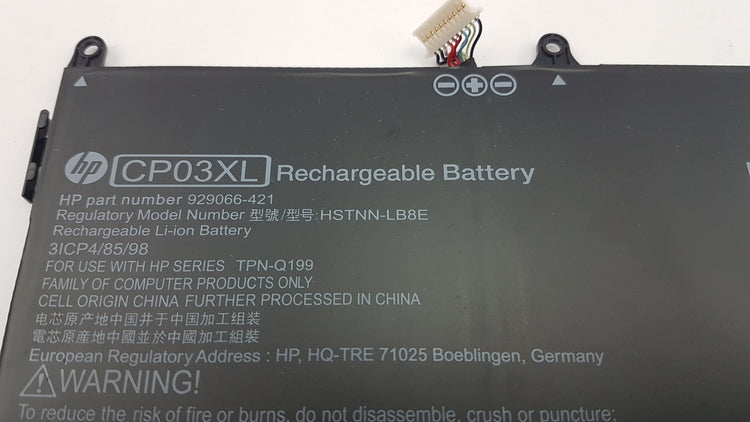 hp CP03XL Rechargeable Battery
HP part number 929066-421
Regulatory Model Number 型號/型号: HSTNN-LB8E
Rechargeable Li-ion Battery
3ICP4/85/98
FOR USE WITH HP SERIES TPN-Q199
FAMILY OF COMPUTER PRODUCTS ONLY
CELL ORIGIN CHINA FURTHER PROCESSED IN CHINA
电芯原产地中国并于中国加工组装
電芯原產地中國並於中國加工組裝
European Regulatory Address : HP, HQ-TRE 71025 Boeblingen, Germany
WARNING!
To reduce the risk of fire or burns, do not disassemble, crush or puncture;